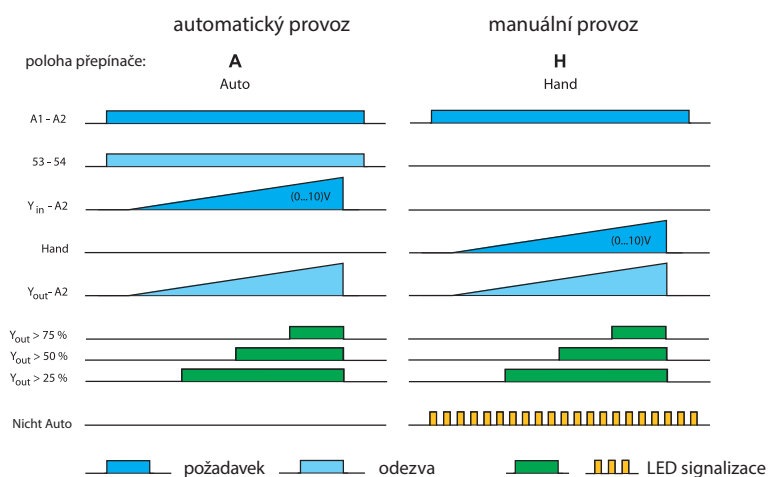 automatický provoz manuální provoz
poloha přepínače: A H
Auto Hand
A1 - A2
53 - 54
Y in - A2 (0...10)V
Hand (0...10)V
Yout- A2
Yout > 75 %
Yout > 50 %
Yout > 25 %
Nicht Auto
požadavek odezva LED signalizace